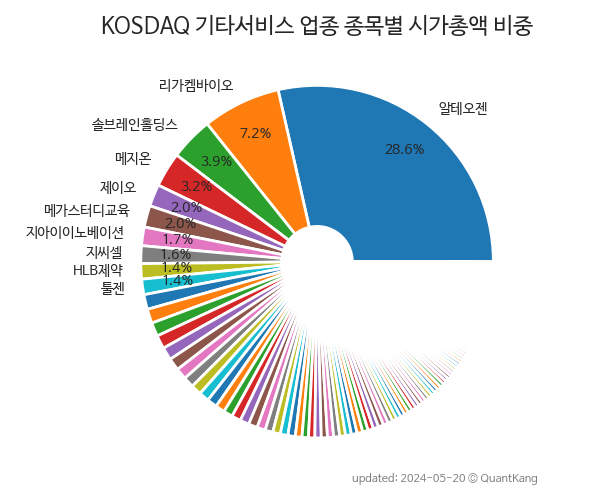 KOSDAQ 기타서비스 업종 종목별 시가총액 비중
알테오젠
28.6%
리가켐바이오
7.2%
솔브레인홀딩스
3.9%
메지온
3.2%
제이오
2.0%
메가스터디교육
2.0%
지아이이노베이션
1.7%
지씨셀
1.6%
HLB제약
1.4%
툴젠
1.4%
updated: 2024-05-20 © QuantKang